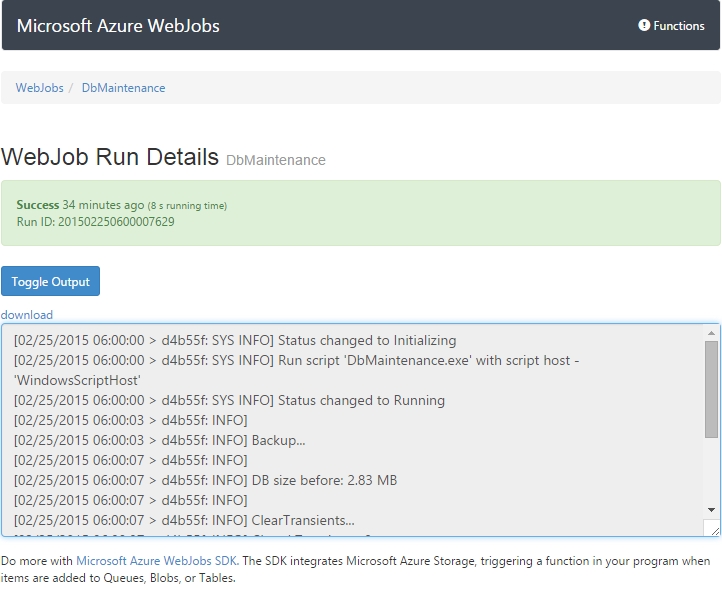 Microsoft Azure WebJobs
Functions
WebJobs / DbMaintenance
WebJob Run Details DbMaintenance
Success 34 minutes ago (8 s running time)
Run ID: 201502250600007629
Toggle Output
download
[02/25/2015 06:00:00 > d4b55f: SYS INFO] Status changed to Initializing
[02/25/2015 06:00:00 > d4b55f: SYS INFO] Run script 'DbMaintenance.exe' with script host -
'WindowsScriptHost'
[02/25/2015 06:00:00 > d4b55f: SYS INFO] Status changed to Running
[02/25/2015 06:00:03 > d4b55f: INFO]
[02/25/2015 06:00:03 > d4b55f: INFO] Backup...
[02/25/2015 06:00:07 > d4b55f: INFO]
[02/25/2015 06:00:07 > d4b55f: INFO] DB size before: 2.83 MB
[02/25/2015 06:00:07 > d4b55f: INFO]
[02/25/2015 06:00:07 > d4b55f: INFO] ClearTransients...
Do more with Microsoft Azure WebJobs SDK. The SDK integrates Microsoft Azure Storage, triggering a function in your program when
items are added to Queues, Blobs, or Tables.